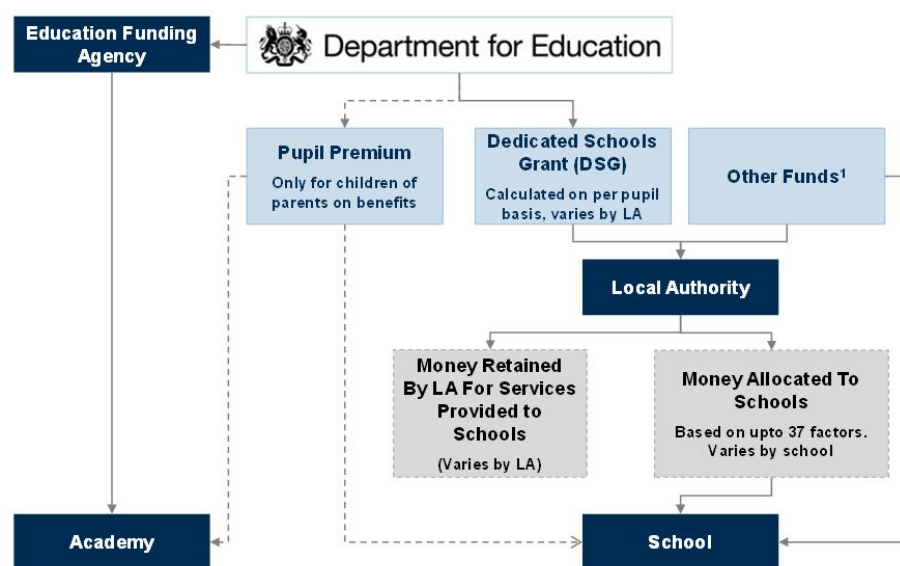 Education Funding
Agency
Department for Education
Pupil Premium
Only for children of
parents on benefits
Dedicated Schools
Grant (DSG)
Calculated on per pupil
basis, varies by LA
Other Funds¹
Local Authority
Money Retained
By LA For Services
Provided to
Schools
(Varies by LA)
Money Allocated To
Schools
Based on upto 37 factors.
Varies by school
Academy
School